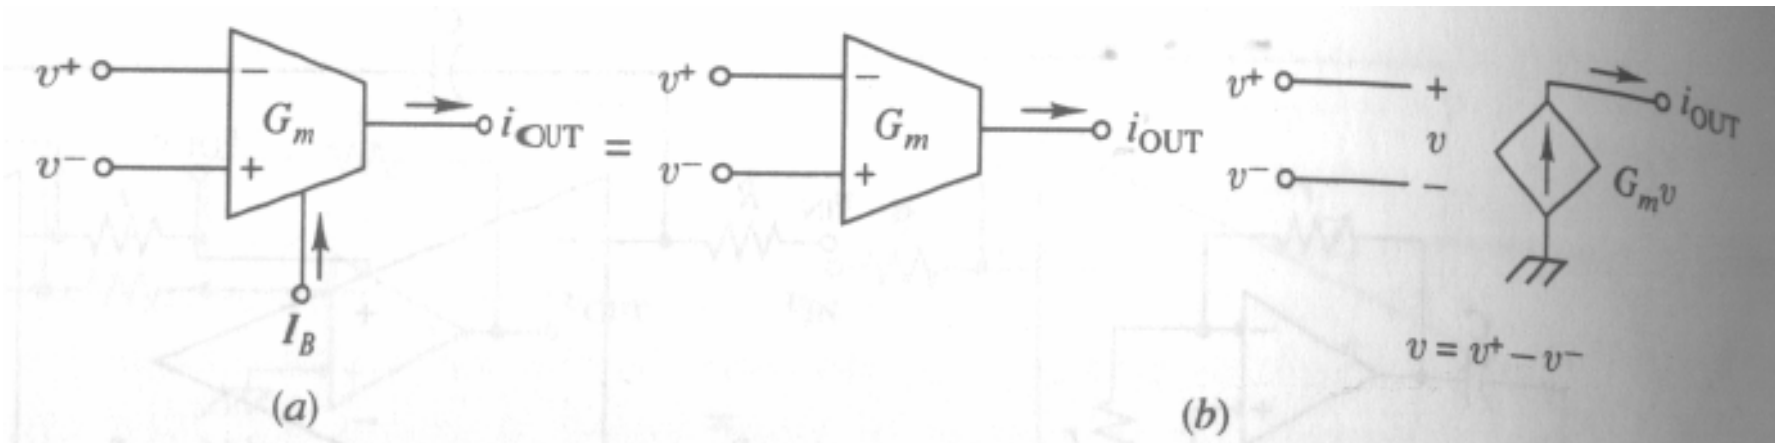 v⁺ − G_m i_OUT
v⁻ +
I_B
(a)
=
v⁺ − G_m i_OUT
v⁻ +
v⁺ + i_OUT
v
v⁻ − G_m v
v = v⁺ − v⁻
(b)